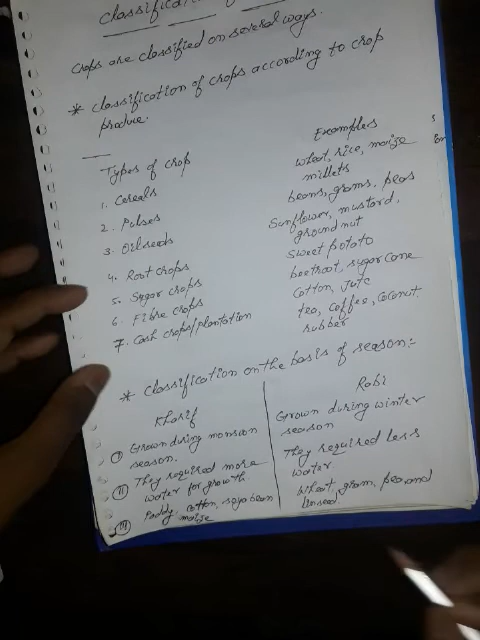 Classification
Crops are classified on several ways.
* Classification of crops according to crop
produce.
Types of crop Examples
1. Cereals wheat, rice, maize
millets
2. Pulses beans, grams, peas
3. Oilseeds Sunflower, mustard,
groundnut
4. Root crops sweet potato
5. Sugar crops beetroot, sugar cane
6. Fibre crops Cotton, Jute
7. Cash crops/plantation tea, coffee, coconut
rubber
* Classification on the basis of season:-
Kharif
(i) Grown during monsoon
season.
(ii) They required more
water for growth.
(iii) Paddy, cotton, soya bean
maize
Rabi
Grown during winter
season
They required less
water
Wheat, gram, pea, and
linseed